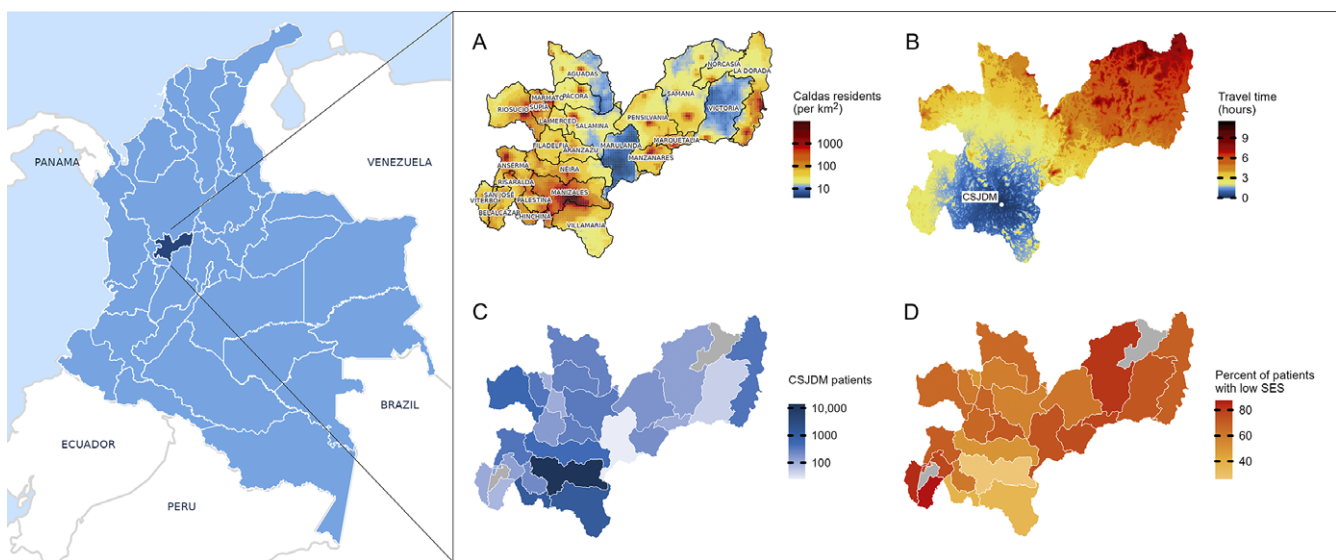 PANAMA
VENEZUELA
ECUADOR
PERU
BRAZIL
A
AGUADAS
NORCASIA
LA DORADA
MARMATO
PACORA
SAMANA
RIOSUCIO
SUPIA
VICTORIA
LA MERCED
SALAMINA
PENSILVANIA
FILADELFIA
MARULANDA
MARQUETALIA
ARANZAZU
ANSERMA
MANZANARES
RISARALDA
NEIRA
SAN JOSE
MANIZALES
VITERBO
PALESTINA
BELALCAZAR
CHINCHINA
VILLAMARIA
Caldas residents
(per km²)
1000
100
10
B
CSJDM
Travel time
(hours)
9
6
3
0
C
CSJDM patients
10,000
1000
100
D
Percent of patients
with low SES
80
60
40